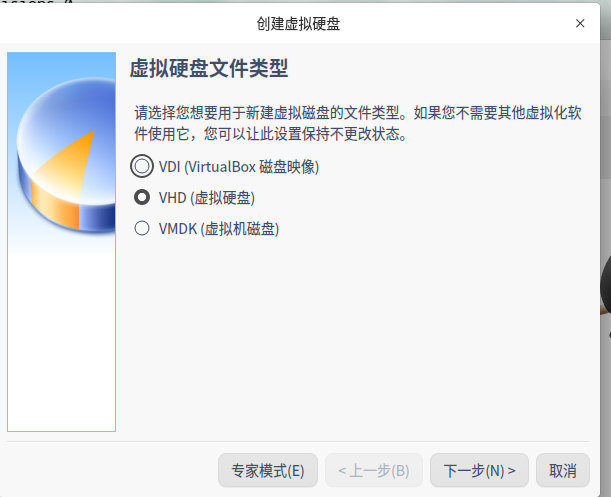 创建虚拟硬盘
虚拟硬盘文件类型
请选择您想要用于新建虚拟磁盘的文件类型。如果您不需要其他虚拟化软
件使用它，您可以让此设置保持不更改状态。
VDI (VirtualBox 磁盘映像)
VHD (虚拟硬盘)
VMDK (虚拟机磁盘)
专家模式(E)
< 上一步(B)
下一步(N) >
取消